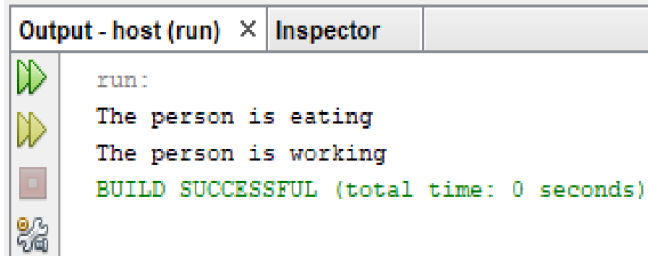 Output - host (run) × Inspector
run:
The person is eating
The person is working
BUILD SUCCESSFUL (total time: 0 seconds)